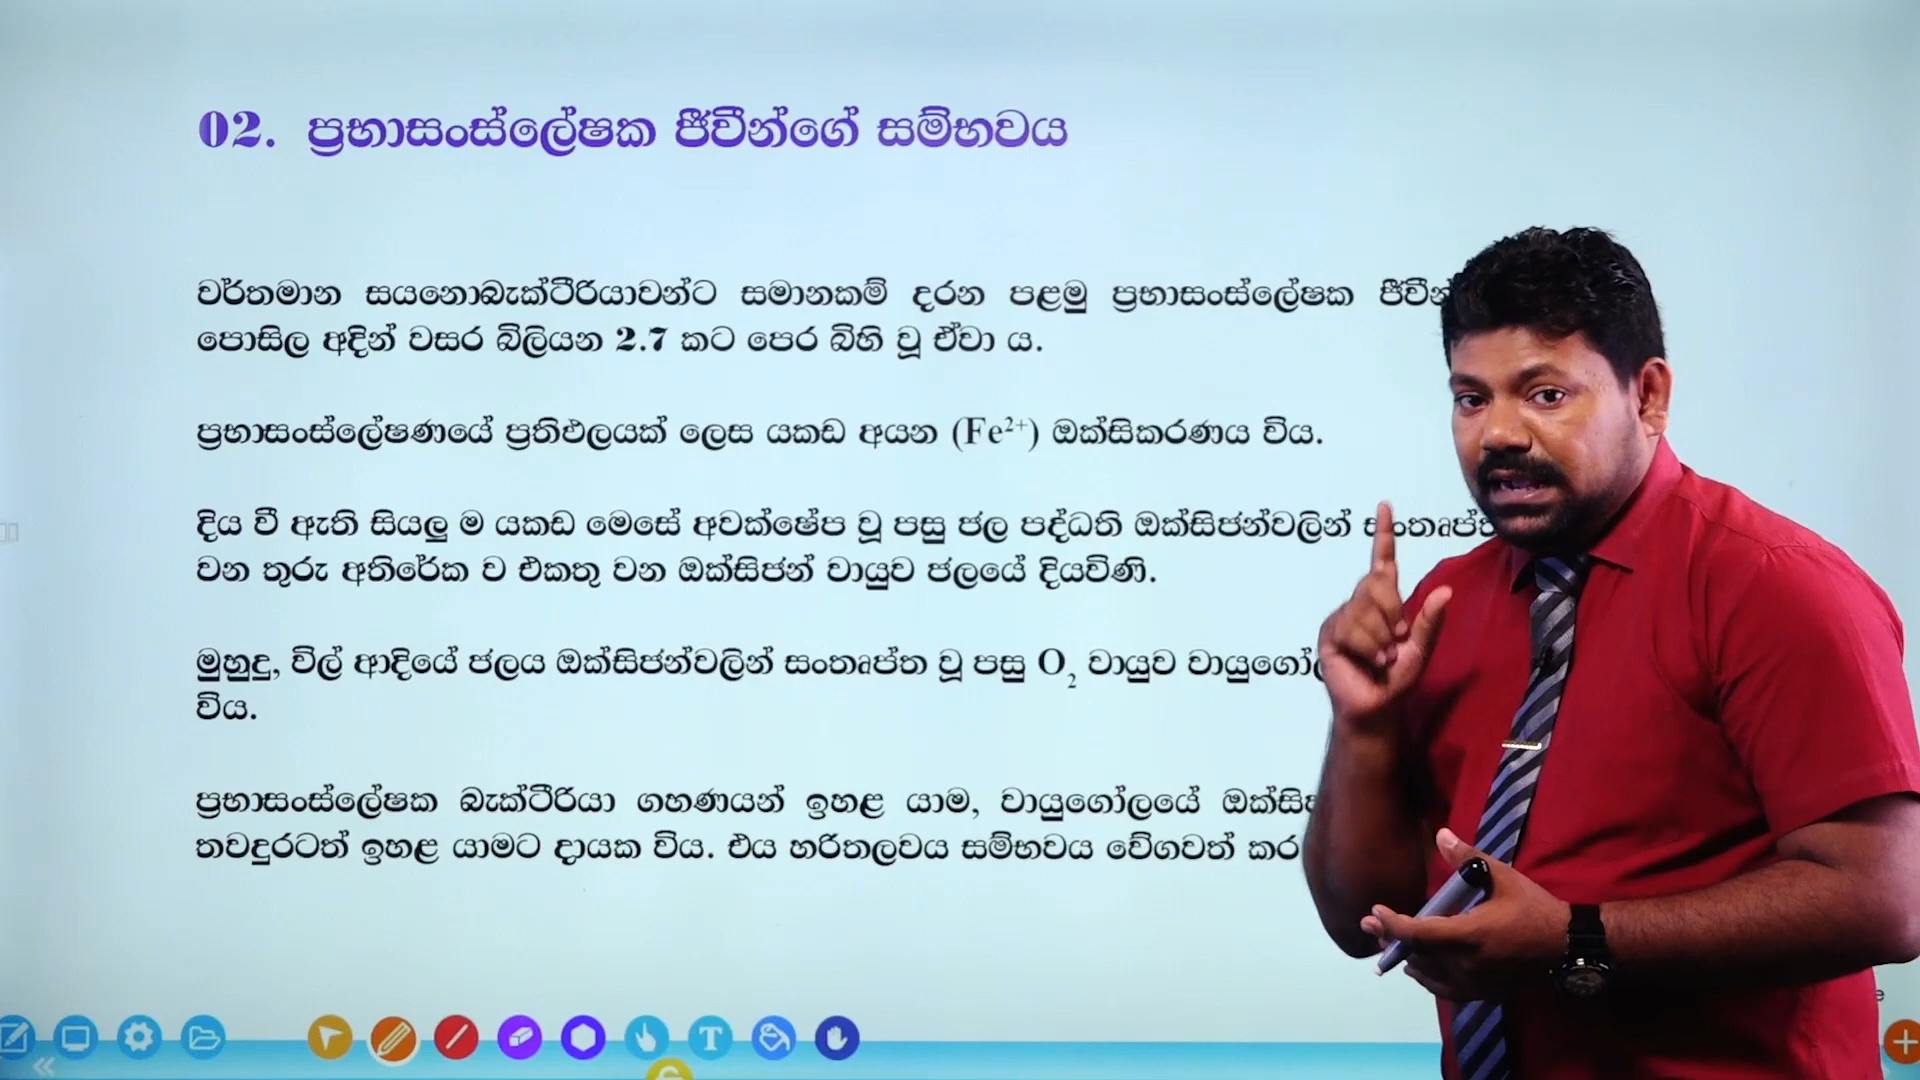 02. ප්‍රභාසංස්ලේෂක ජීවීන්ගේ සම්භවය
වර්තමාන සයනොබැක්ටීරියාවන්ට සමානකම් දරන පළමු ප්‍රභාසංස්ලේෂක
පොසිල අදින් වසර බිලියන 2.7 කට පෙර බිහි වූ ඒවා ය.
ප්‍රභාසංස්ලේෂණයේ ප්‍රතිඵලයක් ලෙස යකඩ අයන (Fe²⁺) ඔක්සිකරණය විය.
දිය වී ඇති සියලු ම යකඩ මෙසේ අවක්ෂේප වූ පසු ජල පද්ධති ඔක්සිජන්වලින්
වන තුරු අතිරේක ව එකතු වන ඔක්සිජන් වායුව ජලයේ දියවිණි.
මුහුදු, විල් ආදියේ ජලය ඔක්සිජන්වලින් සංතෘප්ත වූ පසු O₂ වායුව
විය.
ප්‍රභාසංස්ලේෂක බැක්ටීරියා ගහණයන් ඉහළ යාම, වායුගෝලයේ
තවදුරටත් ඉහළ යාමට දායක විය. එය හරිතලවය සම්භවය වේගවත් කර